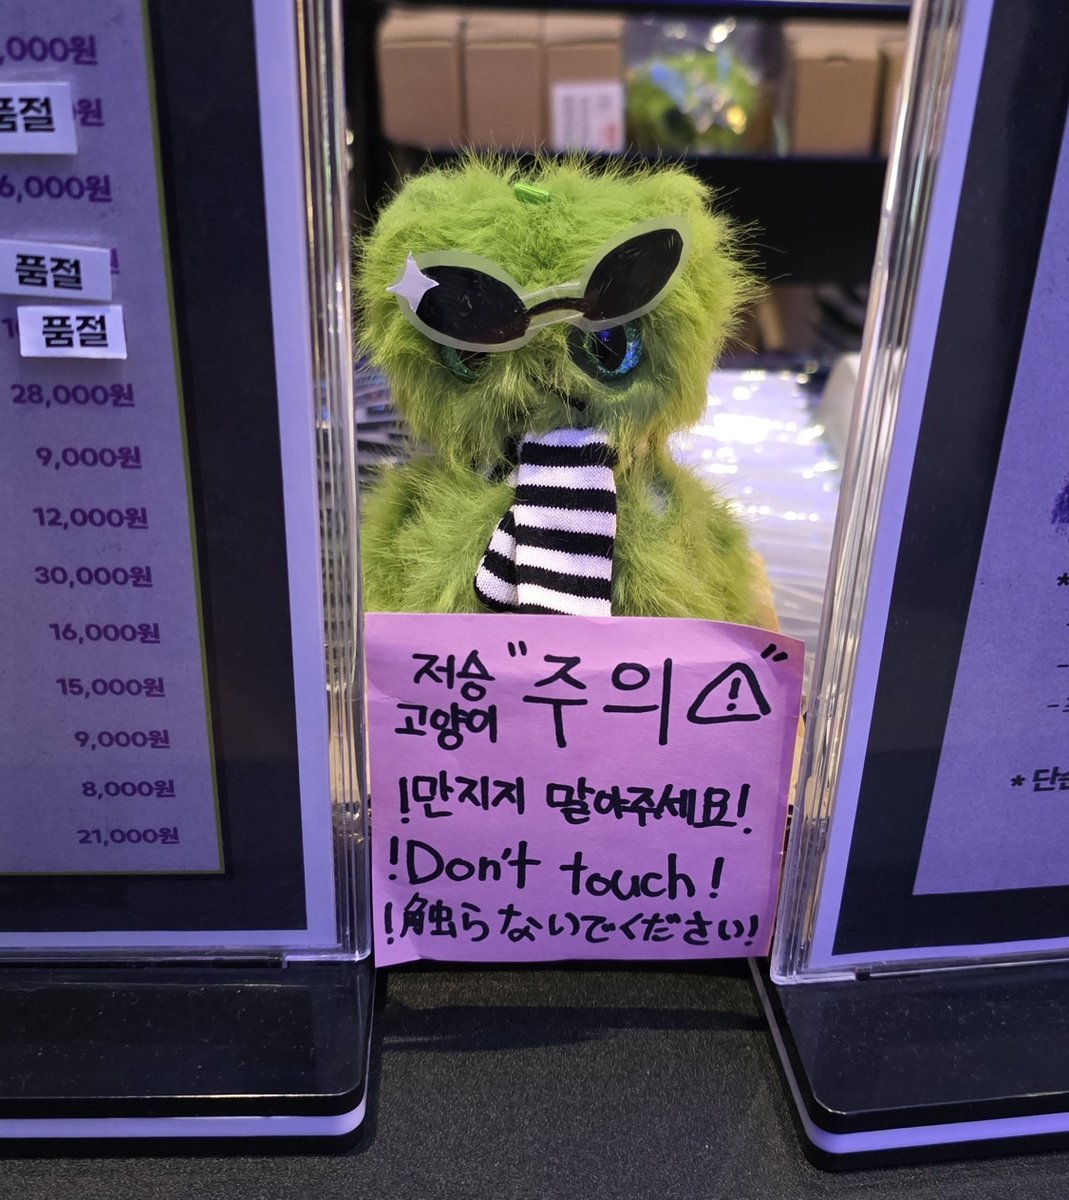 ,000원
품절
원
6,000원
품절
품절
28,000원
9,000원
12,000원
30,000원
16,000원
15,000원
9,000원
8,000원
21,000원
저승 고양이 "주의 ⚠"
!만지지 말아주세요!
!Don't touch!
!触らないでください!
*
-
-
* 단순